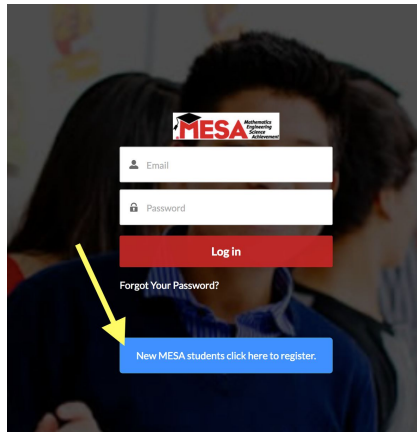 MESA
Mathematics
Engineering
Science
Achievement
Email
Password
Log in
Forgot Your Password?
New MESA students click here to register.